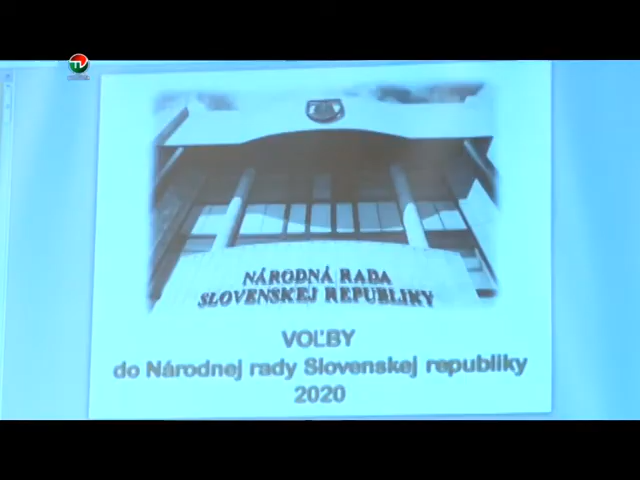 NÁRODNÁ RADA
SLOVENSKEJ REPUBLIKY
VOĽBY
do Národnej rady Slovenskej republiky
2020